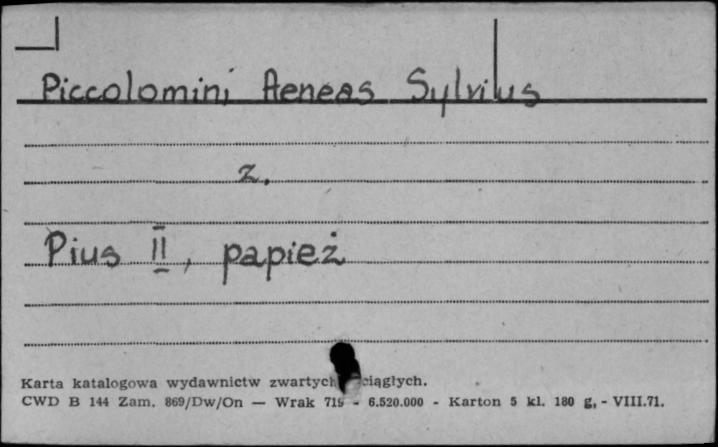 Piccolomini Aeneas Sylvius
z.
Pius II, papież
Karta katalogowa wydawnictw zwartych ciągłych.
CWD B 144 Zam. 869/Dw/On — Wrak 715 - 6.520.000 - Karton 5 kl. 180 g, - VIII.71.